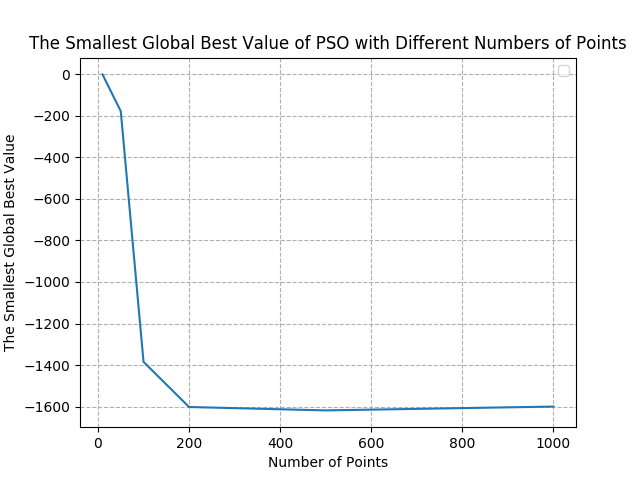 The Smallest Global Best Value of PSO with Different Numbers of Points
The Smallest Global Best Value
0
−200
−400
−600
−800
−1000
−1200
−1400
−1600
0 200 400 600 800 1000
Number of Points